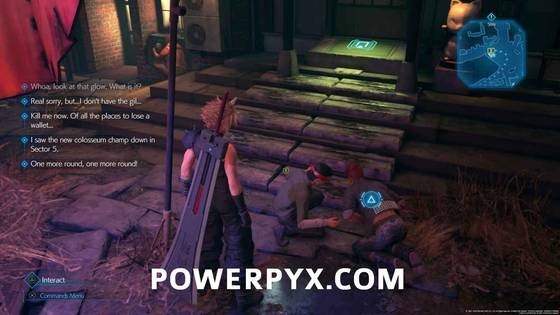 Whoa, look at that glow. What is it?
Real sorry, but...I don't have the gil...
Kill me now. Of all the places to lose a
wallet...
I saw the new colosseum champ down in
Sector 5.
One more round, one more round!
Interact
Commands Menu
POWERPYX.COM